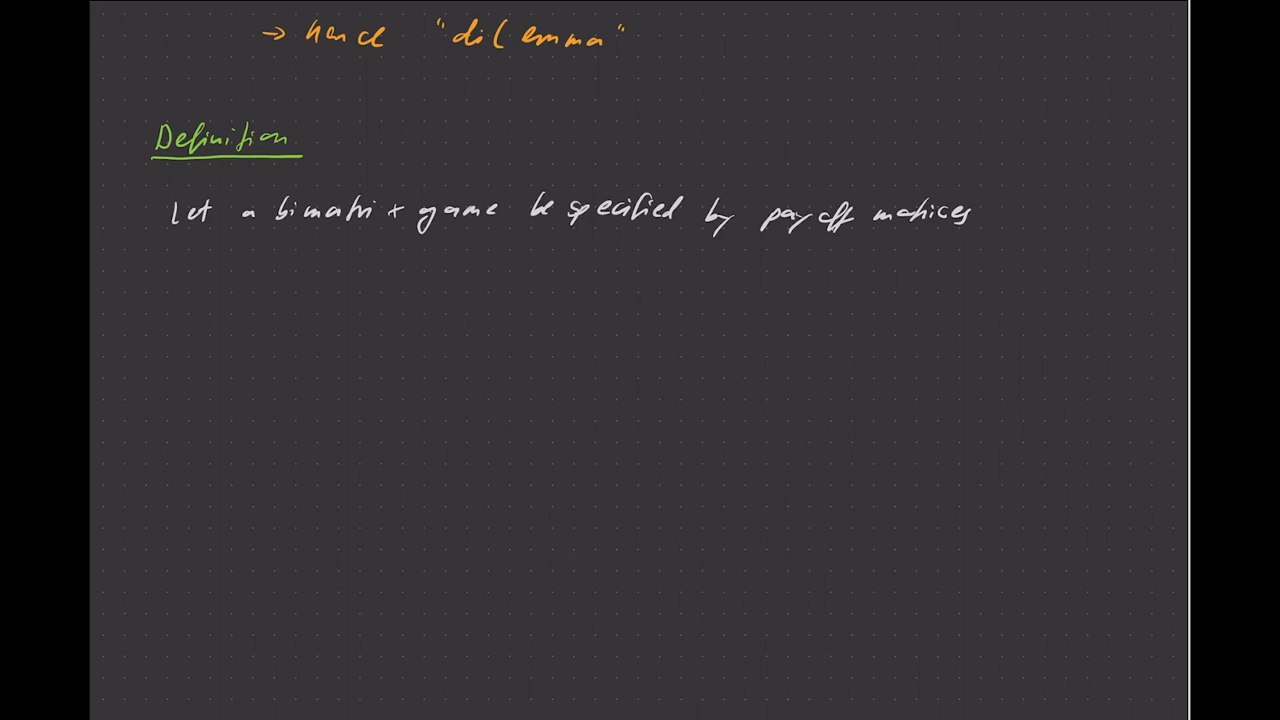 → hence "dilemma"
Definition
Let a bimatrix game be specified by payoff matrices